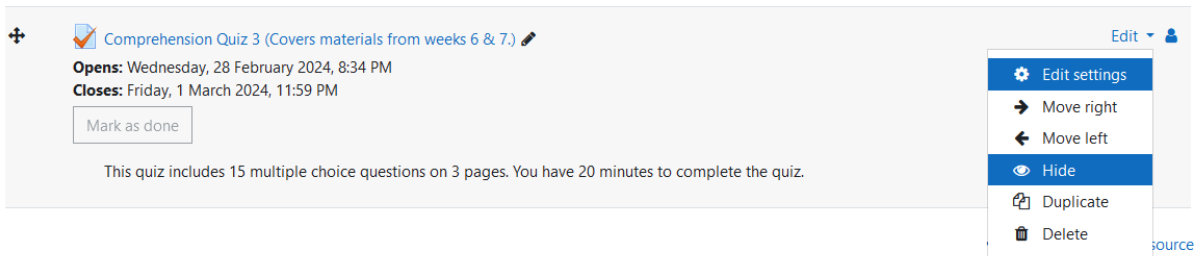 Comprehension Quiz 3 (Covers materials from weeks 6 & 7.)
Edit
Opens: Wednesday, 28 February 2024, 8:34 PM
Closes: Friday, 1 March 2024, 11:59 PM
Mark as done
This quiz includes 15 multiple choice questions on 3 pages. You have 20 minutes to complete the quiz.
Edit settings
Move right
Move left
Hide
Duplicate
Delete
source